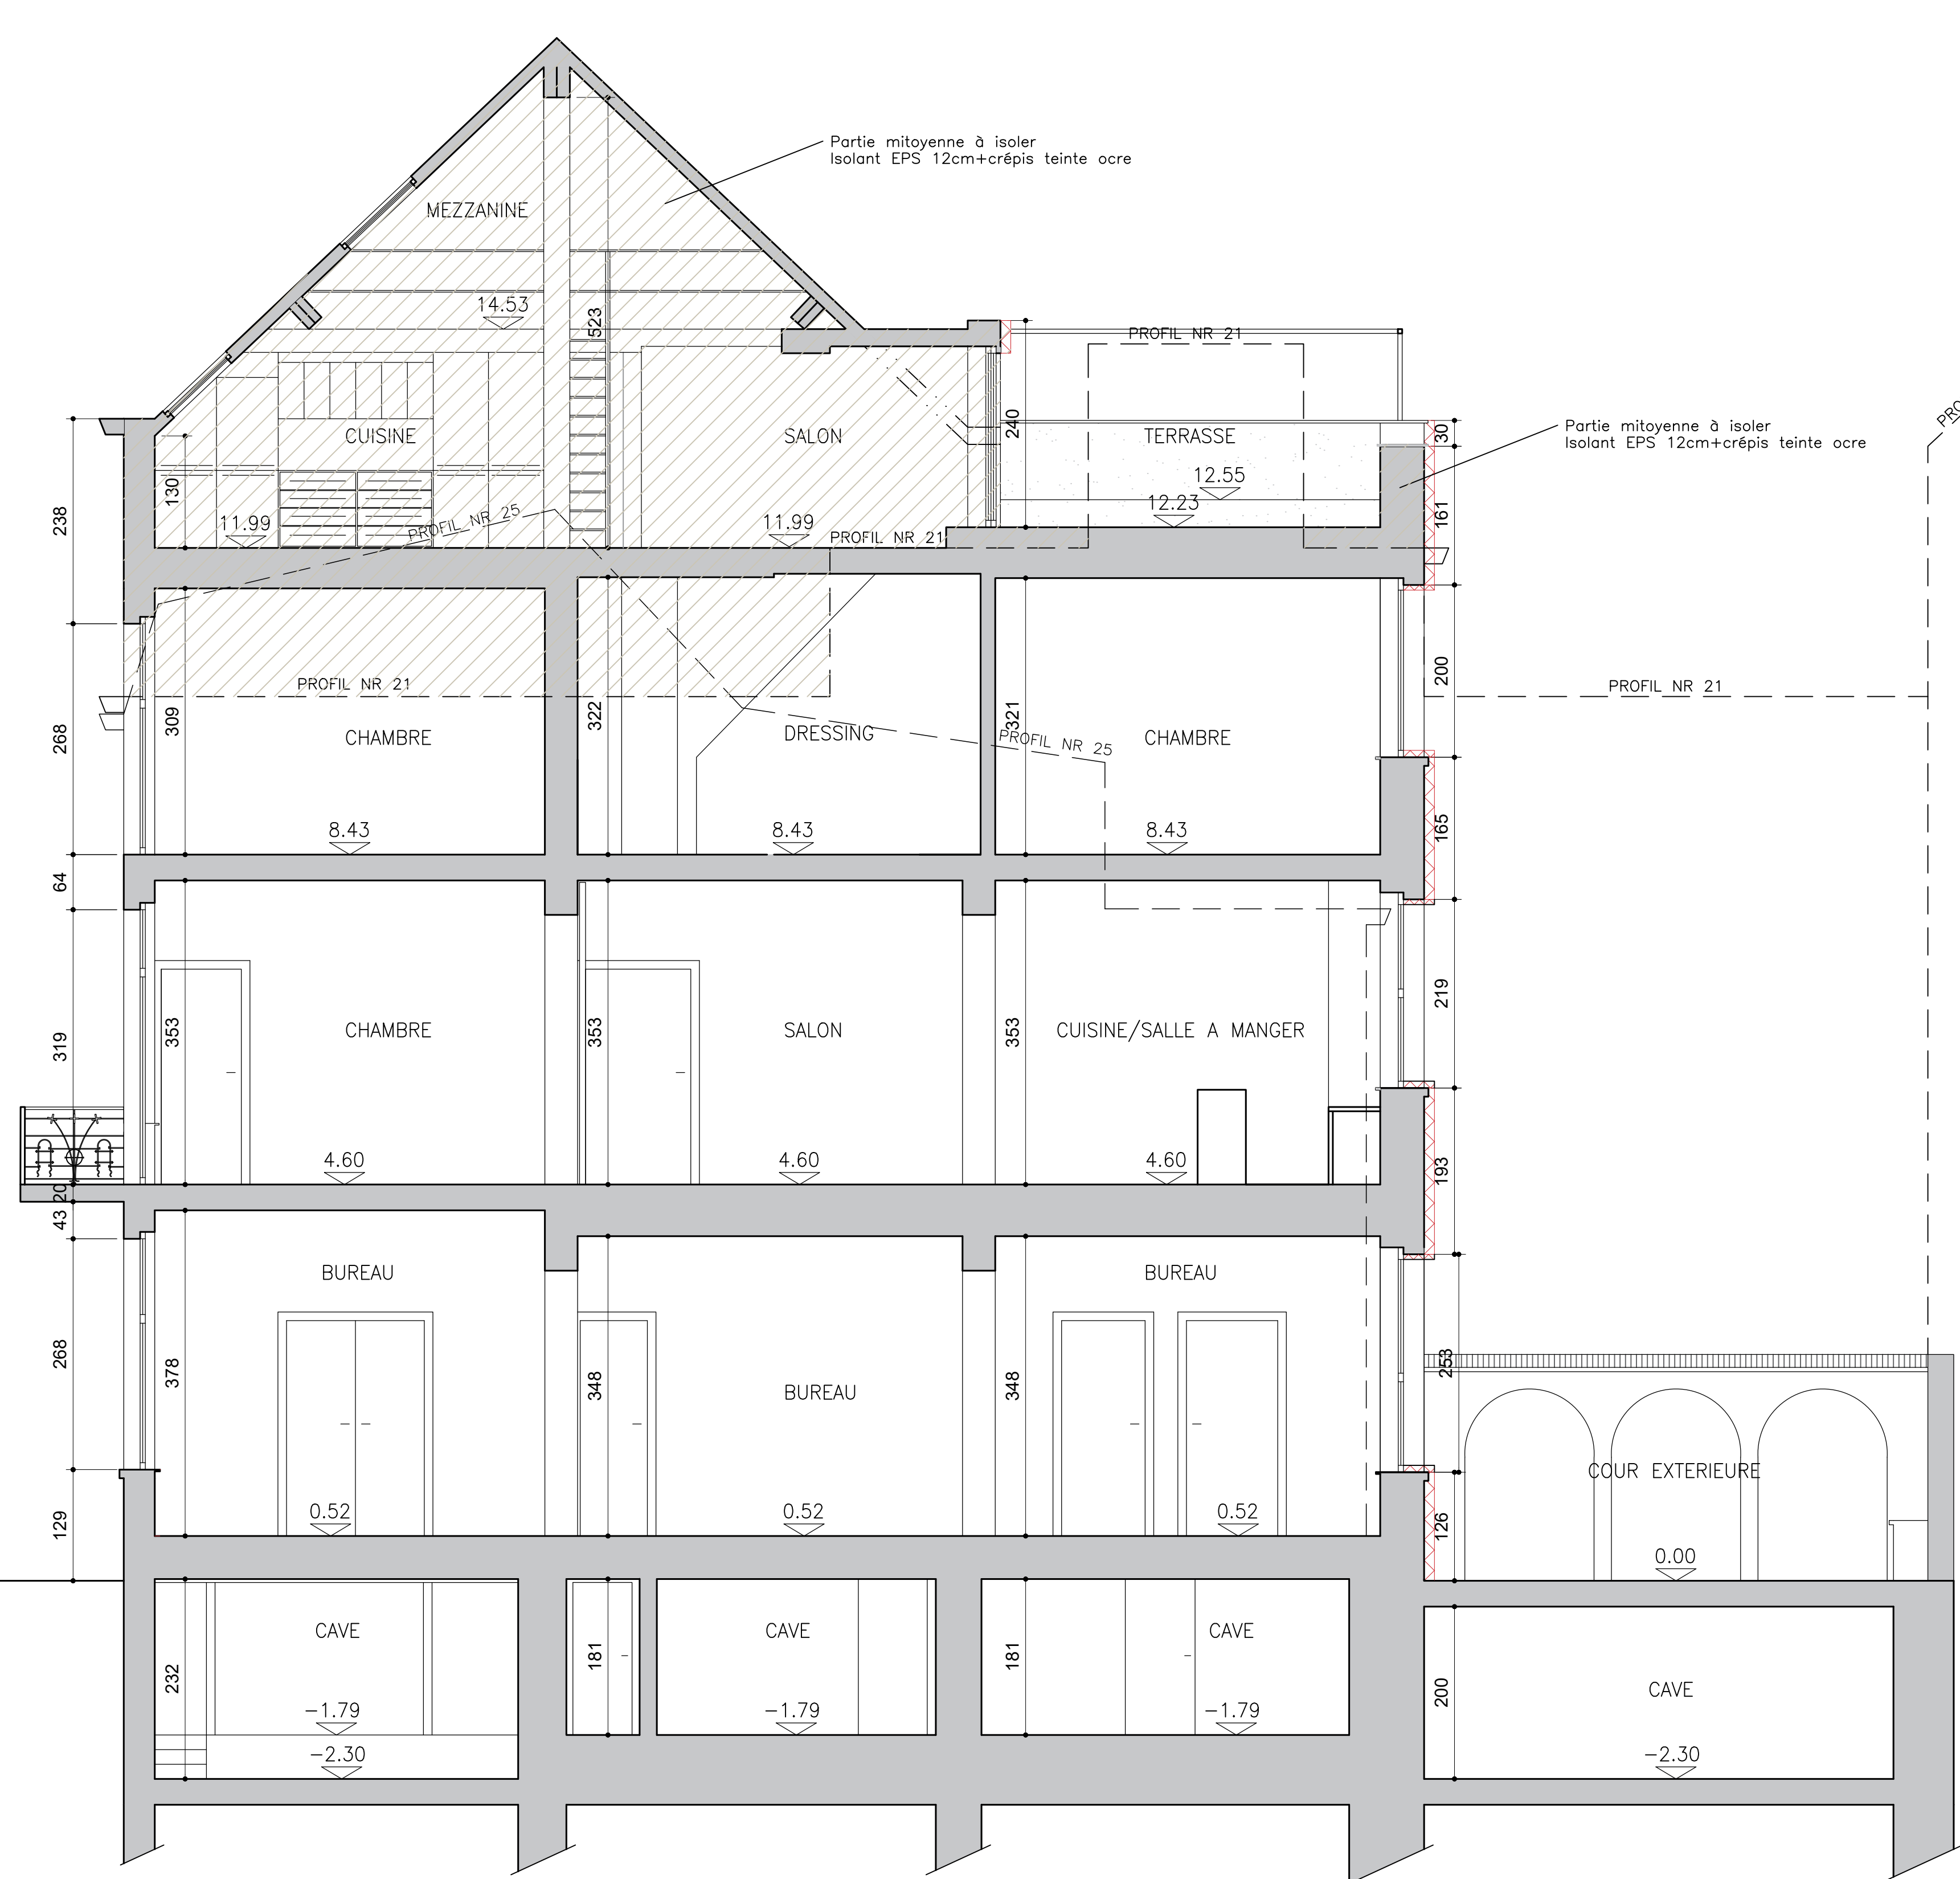 Partie mitoyenne à isoler
Isolant EPS 12cm+crépis teinte ocre
MEZZANINE
14.53
523
PROFIL NR 21
240
CUISINE
SALON
TERRASSE
30
Partie mitoyenne à isoler
Isolant EPS 12cm+crépis teinte ocre
130
238
11.99
PROFIL NR 25
11.99
12.55
12.23
161
PROFIL NR 21
PROFIL NR 21
PROFIL NR 21
200
268
309
322
321
CHAMBRE
DRESSING
PROFIL NR 25
CHAMBRE
8.43
8.43
8.43
165
64
319
353
353
353
219
CHAMBRE
SALON
CUISINE/SALLE A MANGER
4.60
4.60
4.60
193
20
43
BUREAU
BUREAU
268
378
348
348
253
BUREAU
COUR EXTERIEURE
129
0.52
0.52
0.52
126
0.00
CAVE
CAVE
CAVE
232
181
181
200
CAVE
-1.79
-1.79
-1.79
-2.30
-2.30